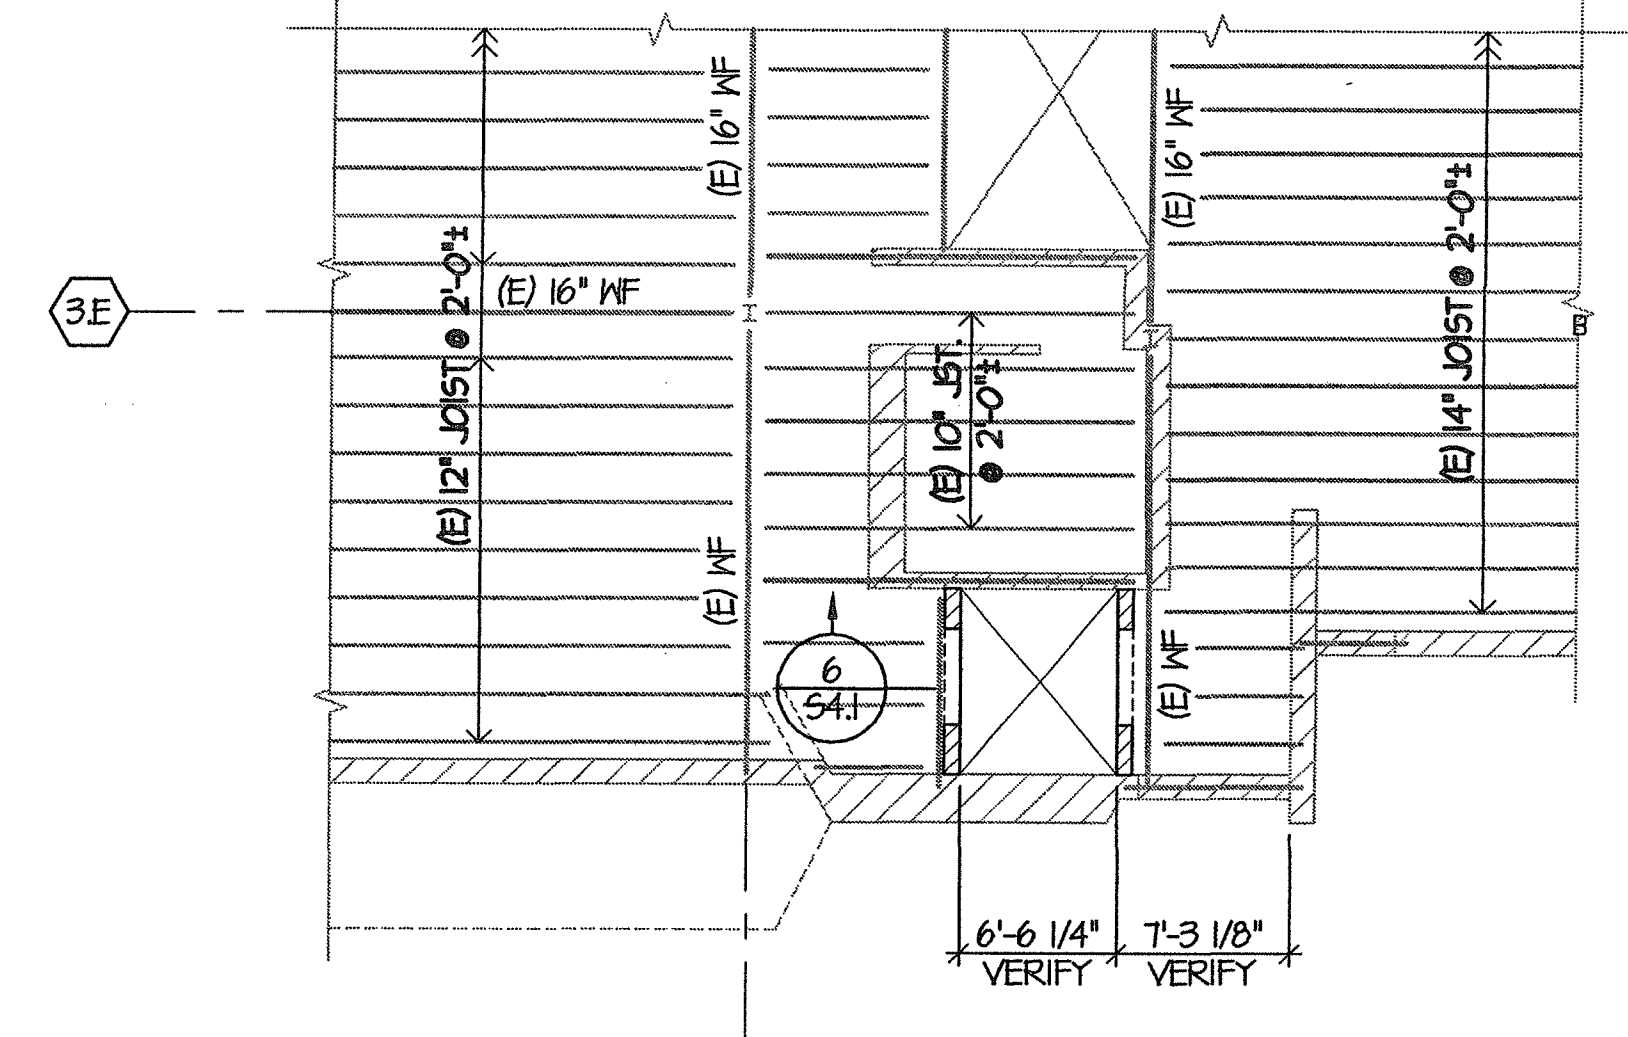 (E) 16" WF
(E) 16" WF
(E) 12" JOIST @ 2'-0"±
(E) 14" JOIST @ 2'-0"±
3.E
(E) 16" WF
(E) 10" JST.
@ 2'-0"±
(E) WF
(E) WF
6
S4.1
6'-6 1/4"
VERIFY
7'-3 1/8"
VERIFY